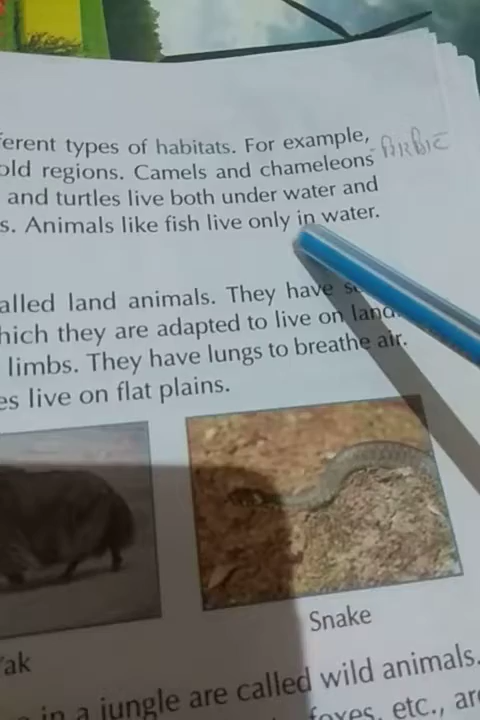 ferent types of habitats. For example,
old regions. Camels and chameleons
and turtles live both under water and
s. Animals like fish live only in water.
alled land animals. They have
hich they are adapted to live on land.
limbs. They have lungs to breathe air.
es live on flat plains.
Yak
Snake
in a jungle are called wild animals.
foxes, etc., are